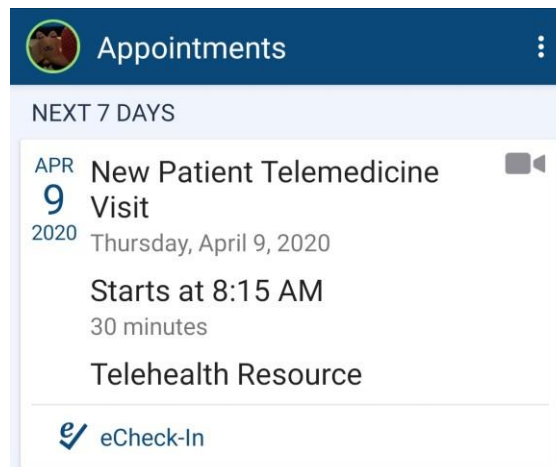 Appointments
NEXT 7 DAYS
APR
9
2020
New Patient Telemedicine
Visit
Thursday, April 9, 2020
Starts at 8:15 AM
30 minutes
Telehealth Resource
eCheck-In